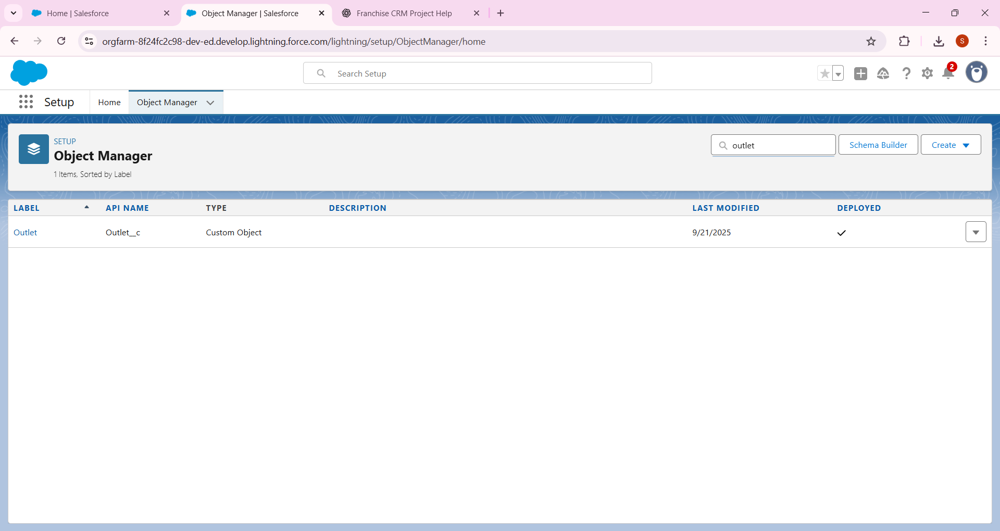 Home | Salesforce
Object Manager | Salesforce
Franchise CRM Project Help
orgfarm-8f24fc2c98-dev-ed.develop.lightning.force.com/lightning/setup/ObjectManager/home
S
Search Setup
2
Setup
Home
Object Manager
SETUP
Object Manager
1 Items, Sorted by Label
outlet
Schema Builder
Create
LABEL API NAME TYPE DESCRIPTION LAST MODIFIED DEPLOYED
Outlet Outlet__c Custom Object 9/21/2025